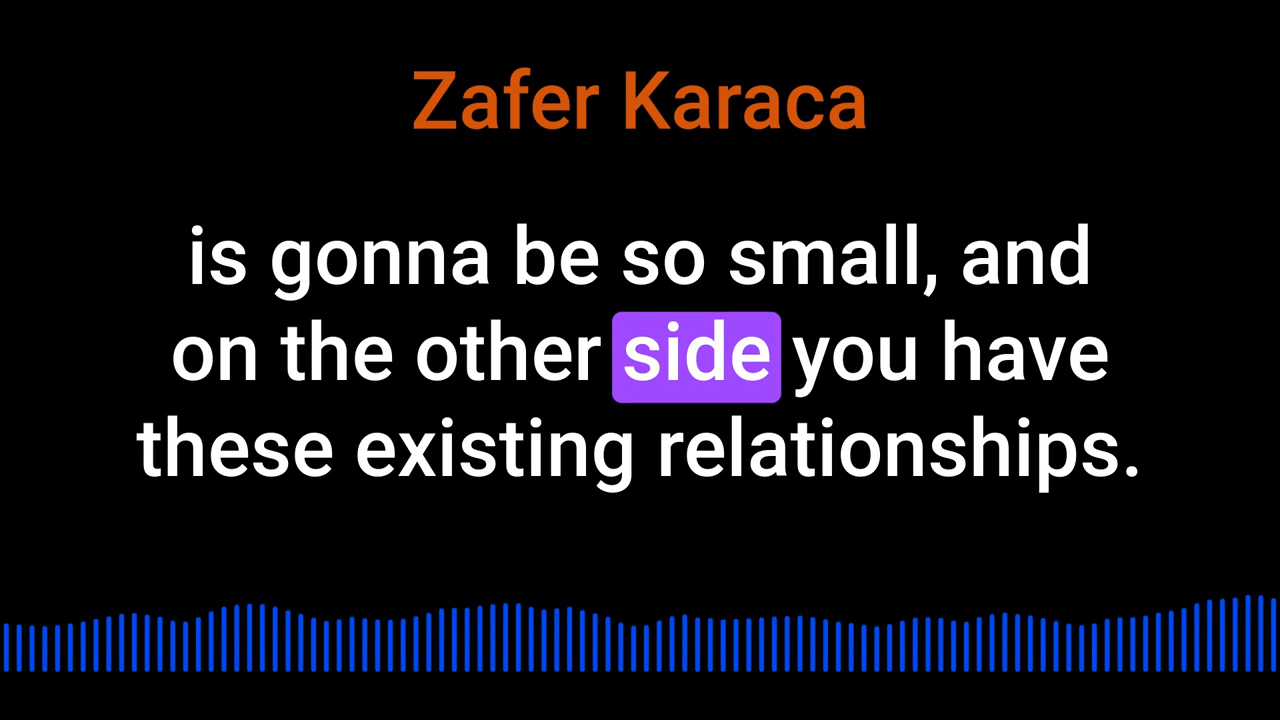 Zafer Karaca
is gonna be so small, and
on the other side you have
these existing relationships.